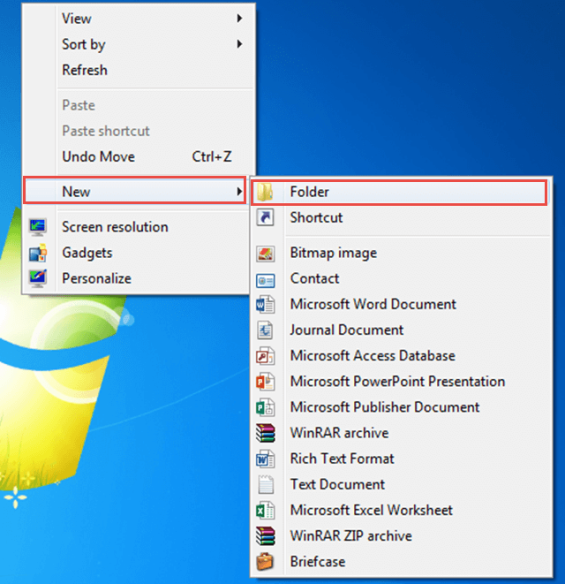 View
Sort by
Refresh
Paste
Paste shortcut
Undo Move Ctrl+Z
New
Screen resolution
Gadgets
Personalize
Folder
Shortcut
Bitmap image
Contact
Microsoft Word Document
Journal Document
Microsoft Access Database
Microsoft PowerPoint Presentation
Microsoft Publisher Document
WinRAR archive
Rich Text Format
Text Document
Microsoft Excel Worksheet
WinRAR ZIP archive
Briefcase